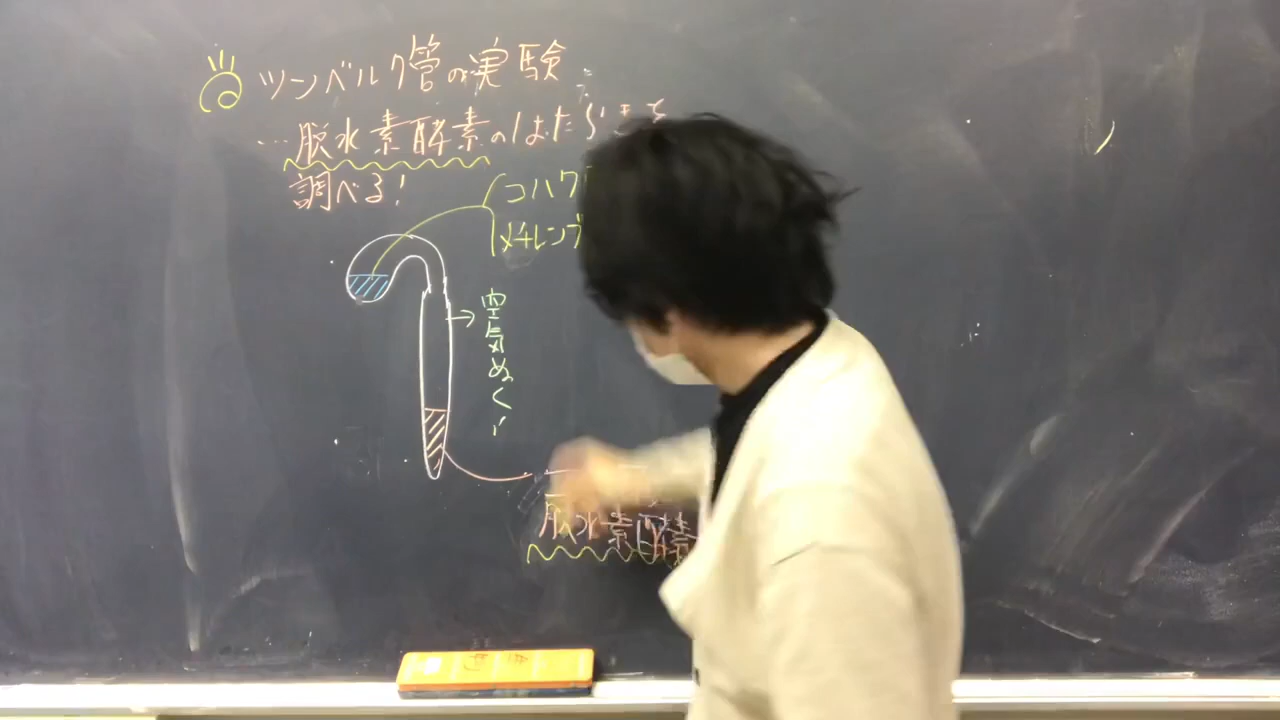 ツンベルク管の実験
…脱水素酵素のはたらきを
調べる!
コハク
メチレンブ
空気ぬく
脱水素酵素